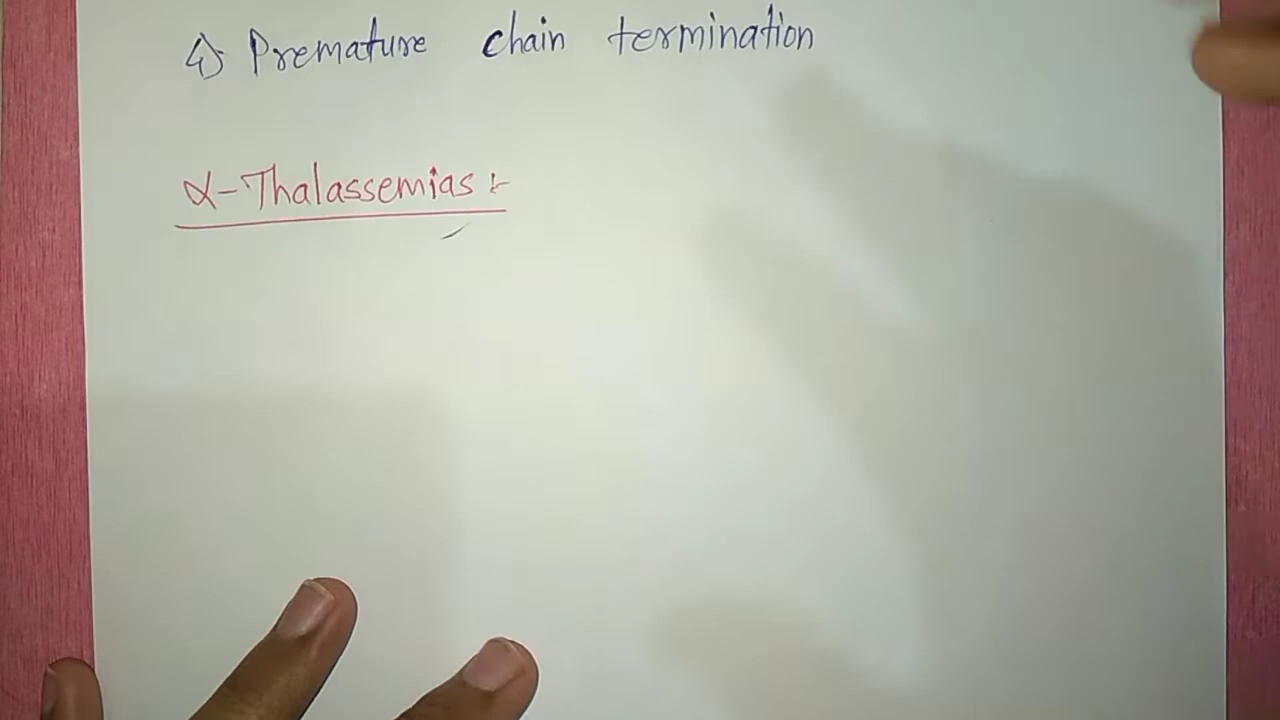 4) Premature chain termination
α-Thalassemias :-